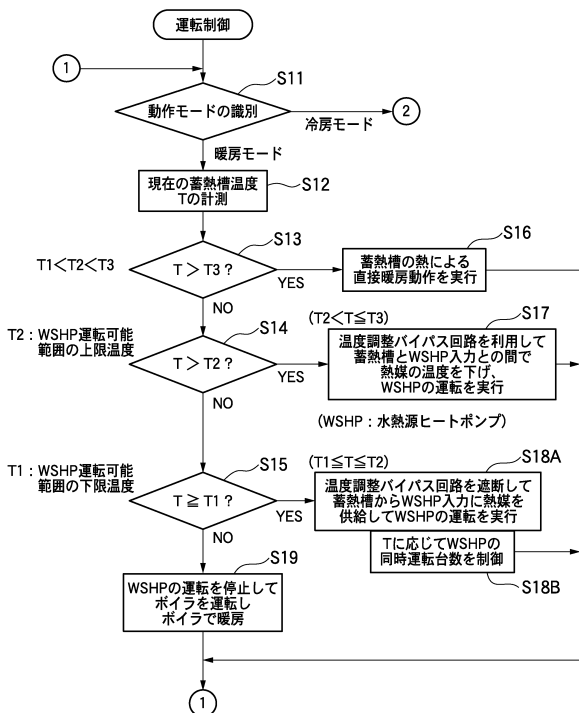 運転制御
1
S11
動作モードの識別
2
冷房モード
暖房モード
現在の蓄熱槽温度
Tの計測
S12
T1<T2<T3
S13
T>T3?
YES
NO
S16
蓄熱槽の熱による
直接暖房動作を実行
T2:WSHP運転可能
範囲の上限温度
S14
T>T2?
YES
NO
(T2<T≦T3)
S17
温度調整バイパス回路を利用して
蓄熱槽とWSHP入力との間で
熱媒の温度を下げ、
WSHPの運転を実行
(WSHP:水熱源ヒートポンプ)
T1:WSHP運転可能
範囲の下限温度
S15
T≧T1?
YES
NO
(T1≦T≦T2)
S18A
温度調整バイパス回路を遮断して
蓄熱槽からWSHP入力に熱媒を
供給してWSHPの運転を実行
Tに応じてWSHPの
同時運転台数を制御
S18B
S19
WSHPの運転を停止して
ボイラを運転し
ボイラで暖房
1